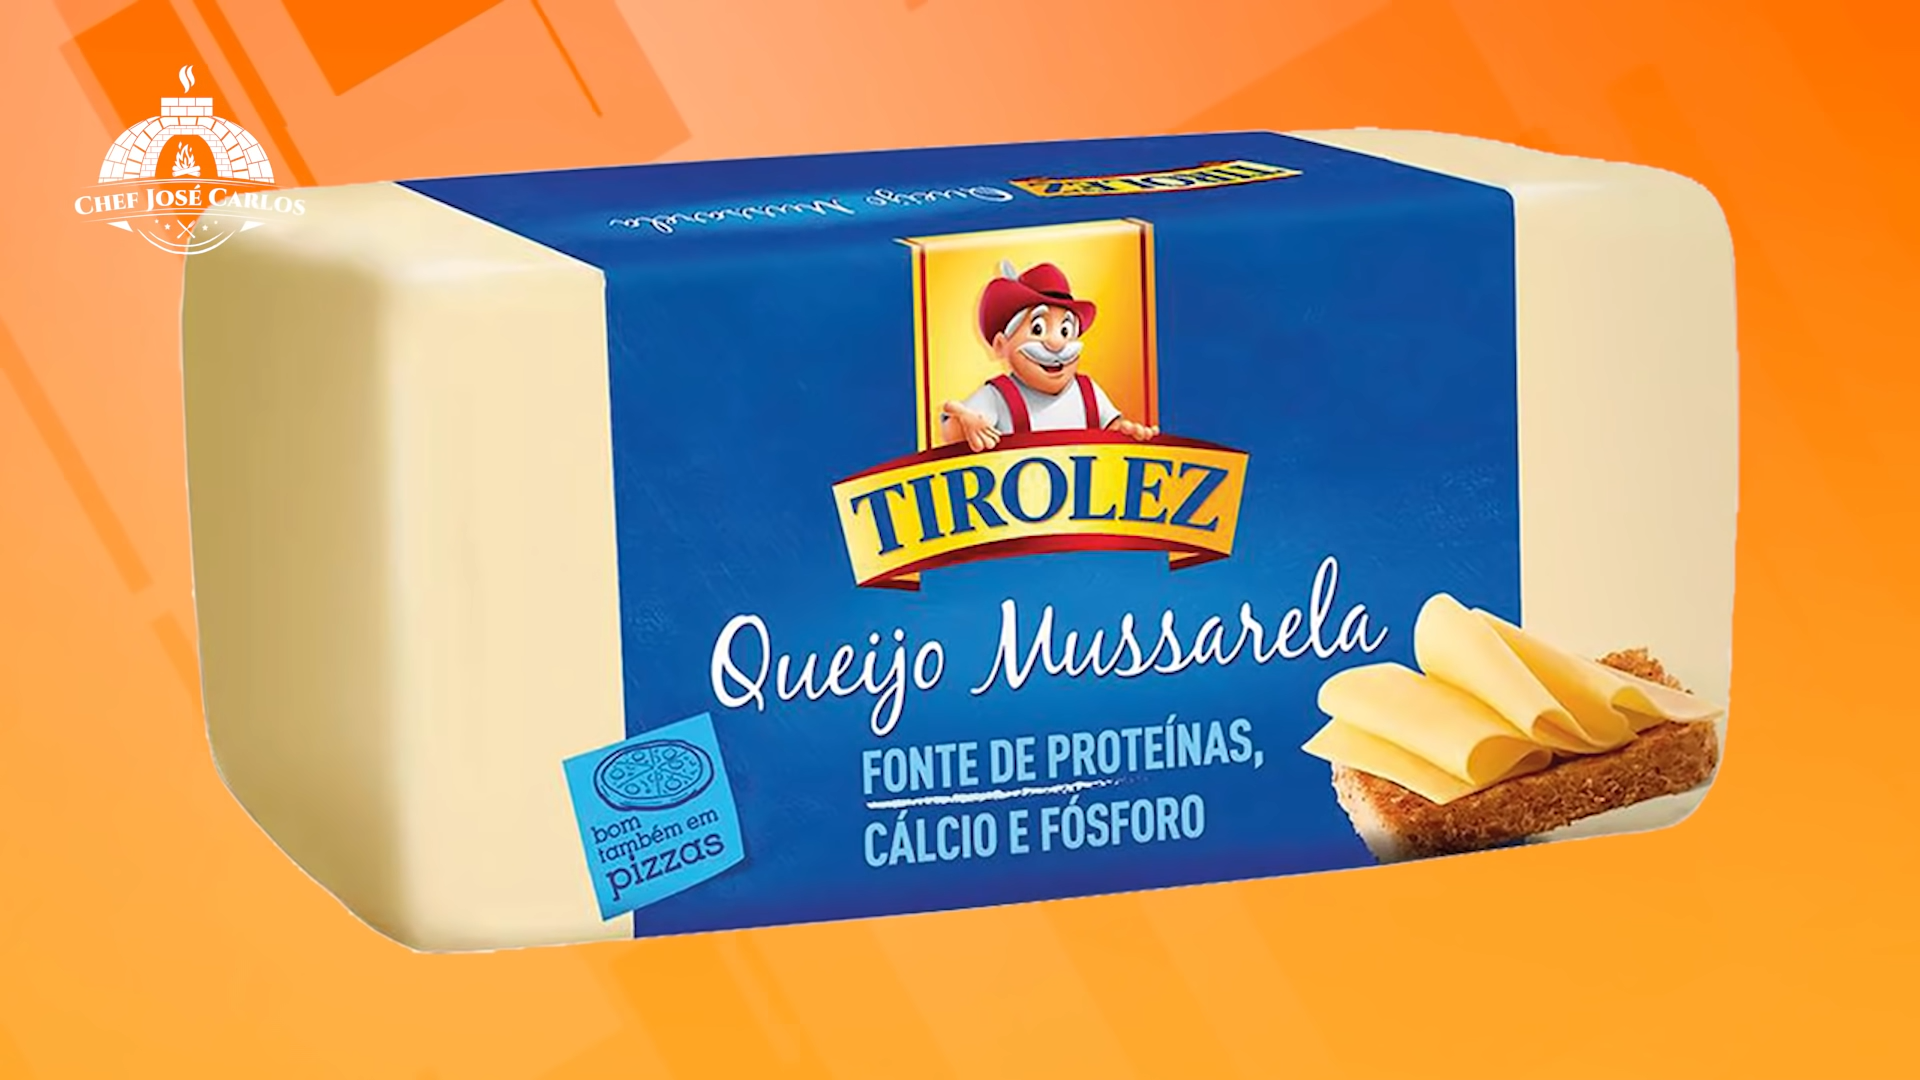 CHEF JOSÉ CARLOS
Queijo Mussarela TIROLEZ
TIROLEZ
Queijo Mussarela
FONTE DE PROTEÍNAS,
CÁLCIO E FÓSFORO
bom
também em
pizzas